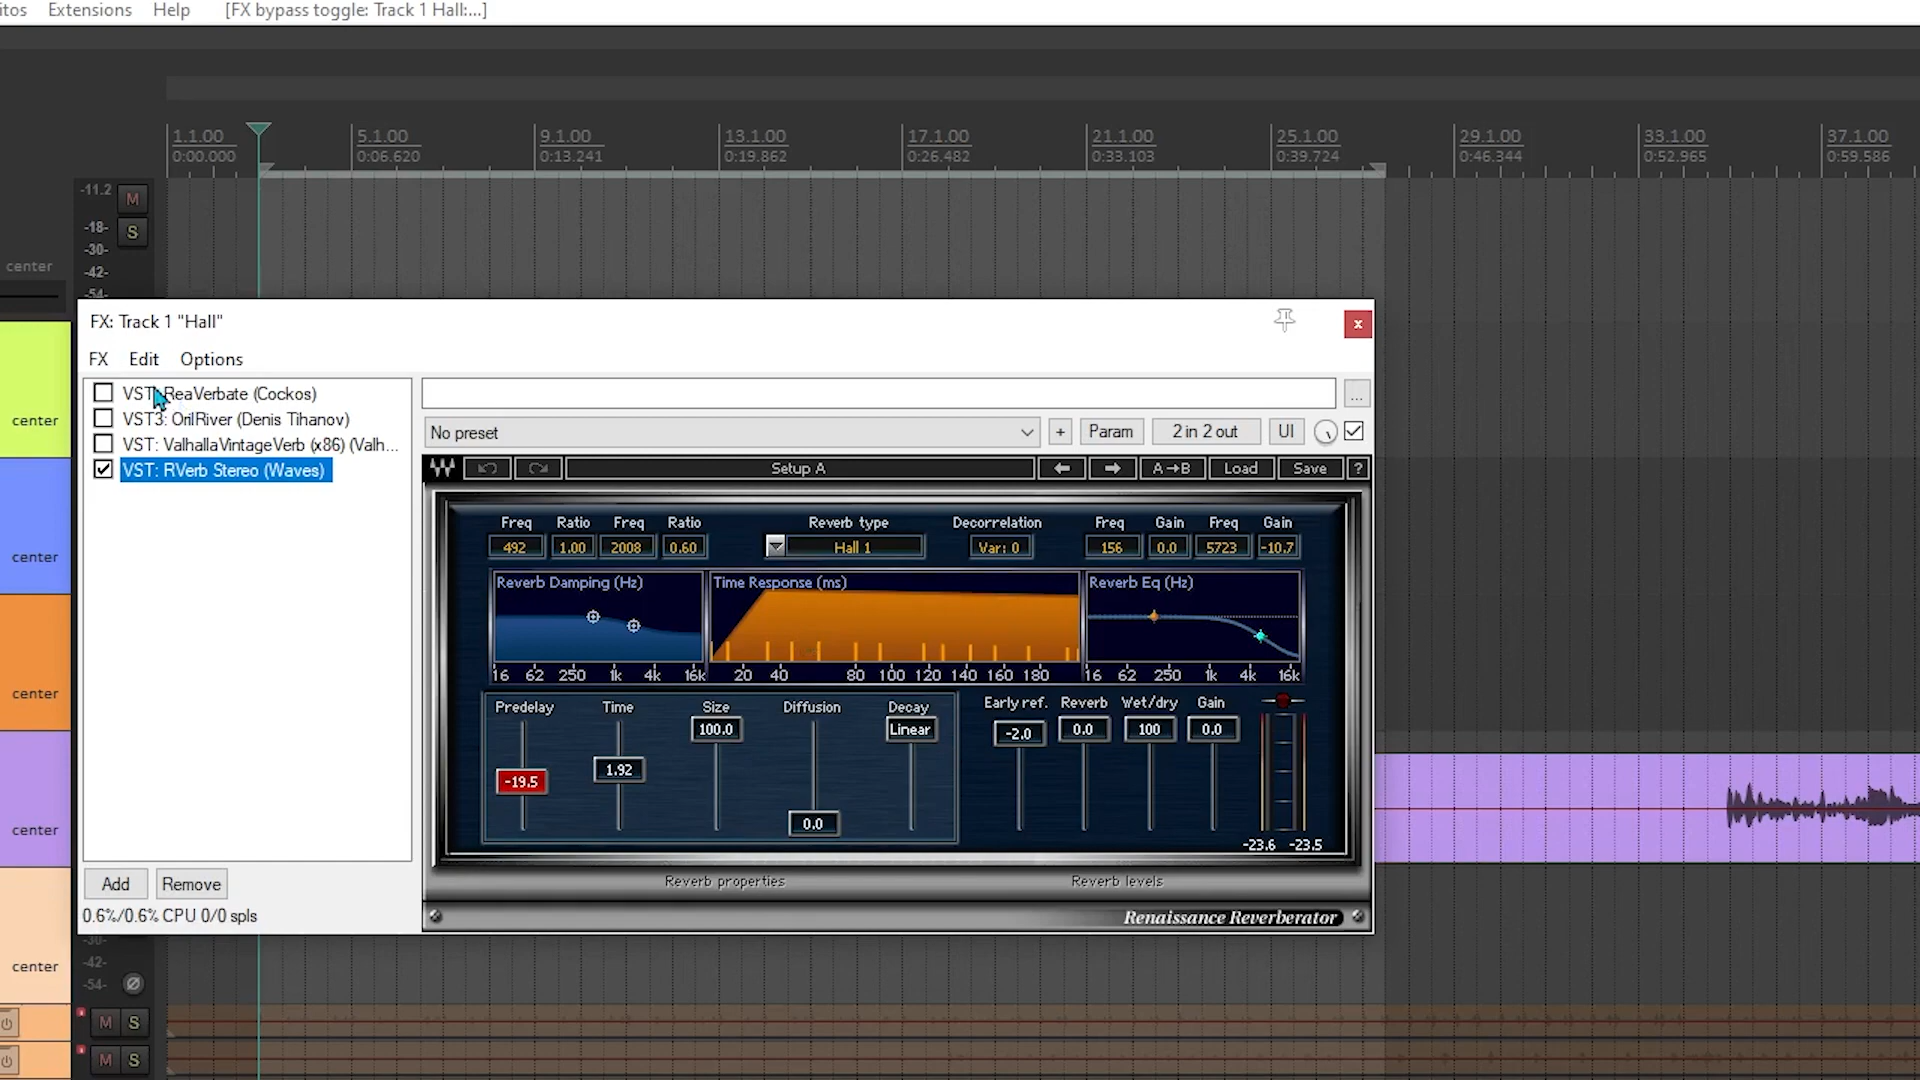 itos Extensions Help [FX bypass toggle: Track 1 Hall:...]
1.1.00 5.1.00 9.1.00 13.1.00 17.1.00 21.1.00 25.1.00 29.1.00 33.1.00 37.1.00
0:00.000 0:06.620 0:13.241 0:19.862 0:26.482 0:33.103 0:39.724 0:46.344 0:52.965 0:59.586
-11.2 M
-18- S
-30-
center -42-
-54-
FX: Track 1 "Hall" x
FX Edit Options
VST: ReaVerbate (Cockos) ...
center VST3: OrilRiver (Denis Tihanov)
No preset + Param 2 in 2 out UI
VST: ValhallaVintageVerb (x86) (Valh...
VST: RVerb Stereo (Waves) Setup A A→B Load Save ?
Freq Ratio Freq Ratio Reverb type Decorrelation Freq Gain Freq Gain
492 1.00 2008 0.60 Hall 1 Var: 0 156 0.0 5723 -10.7
center
Reverb Damping (Hz) Time Response (ms) Reverb Eq (Hz)
16 62 250 1k 4k 16k 20 40 80 100 120 140 160 180 16 62 250 1k 4k 16k
center
Predelay Time Size Diffusion Decay Early ref. Reverb Wet/dry Gain
100.0 Linear -2.0 0.0 100 0.0
-19.5 1.92
0.0
center -23.6 -23.5
Add Remove Reverb properties Reverb levels
0.6%/0.6% CPU 0/0 spls Renaissance Reverberator
-30-
center -42-
-54-
M S
M S